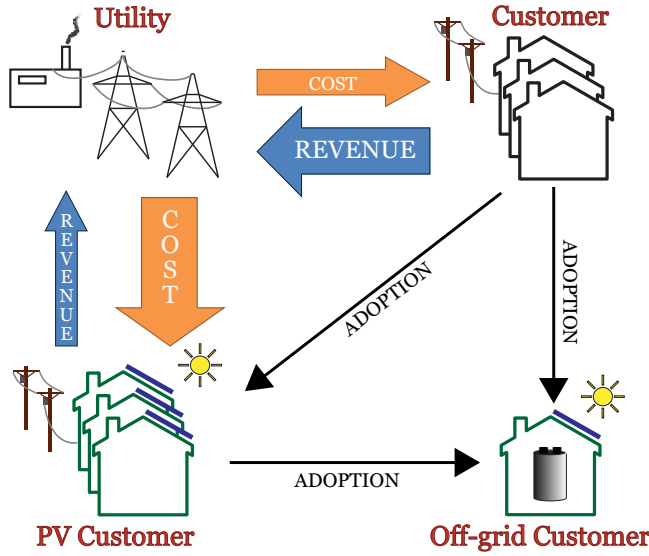 Utility
Customer
COST
REVENUE
REVENUE
COST
ADOPTION
ADOPTION
ADOPTION
PV Customer
Off-grid Customer